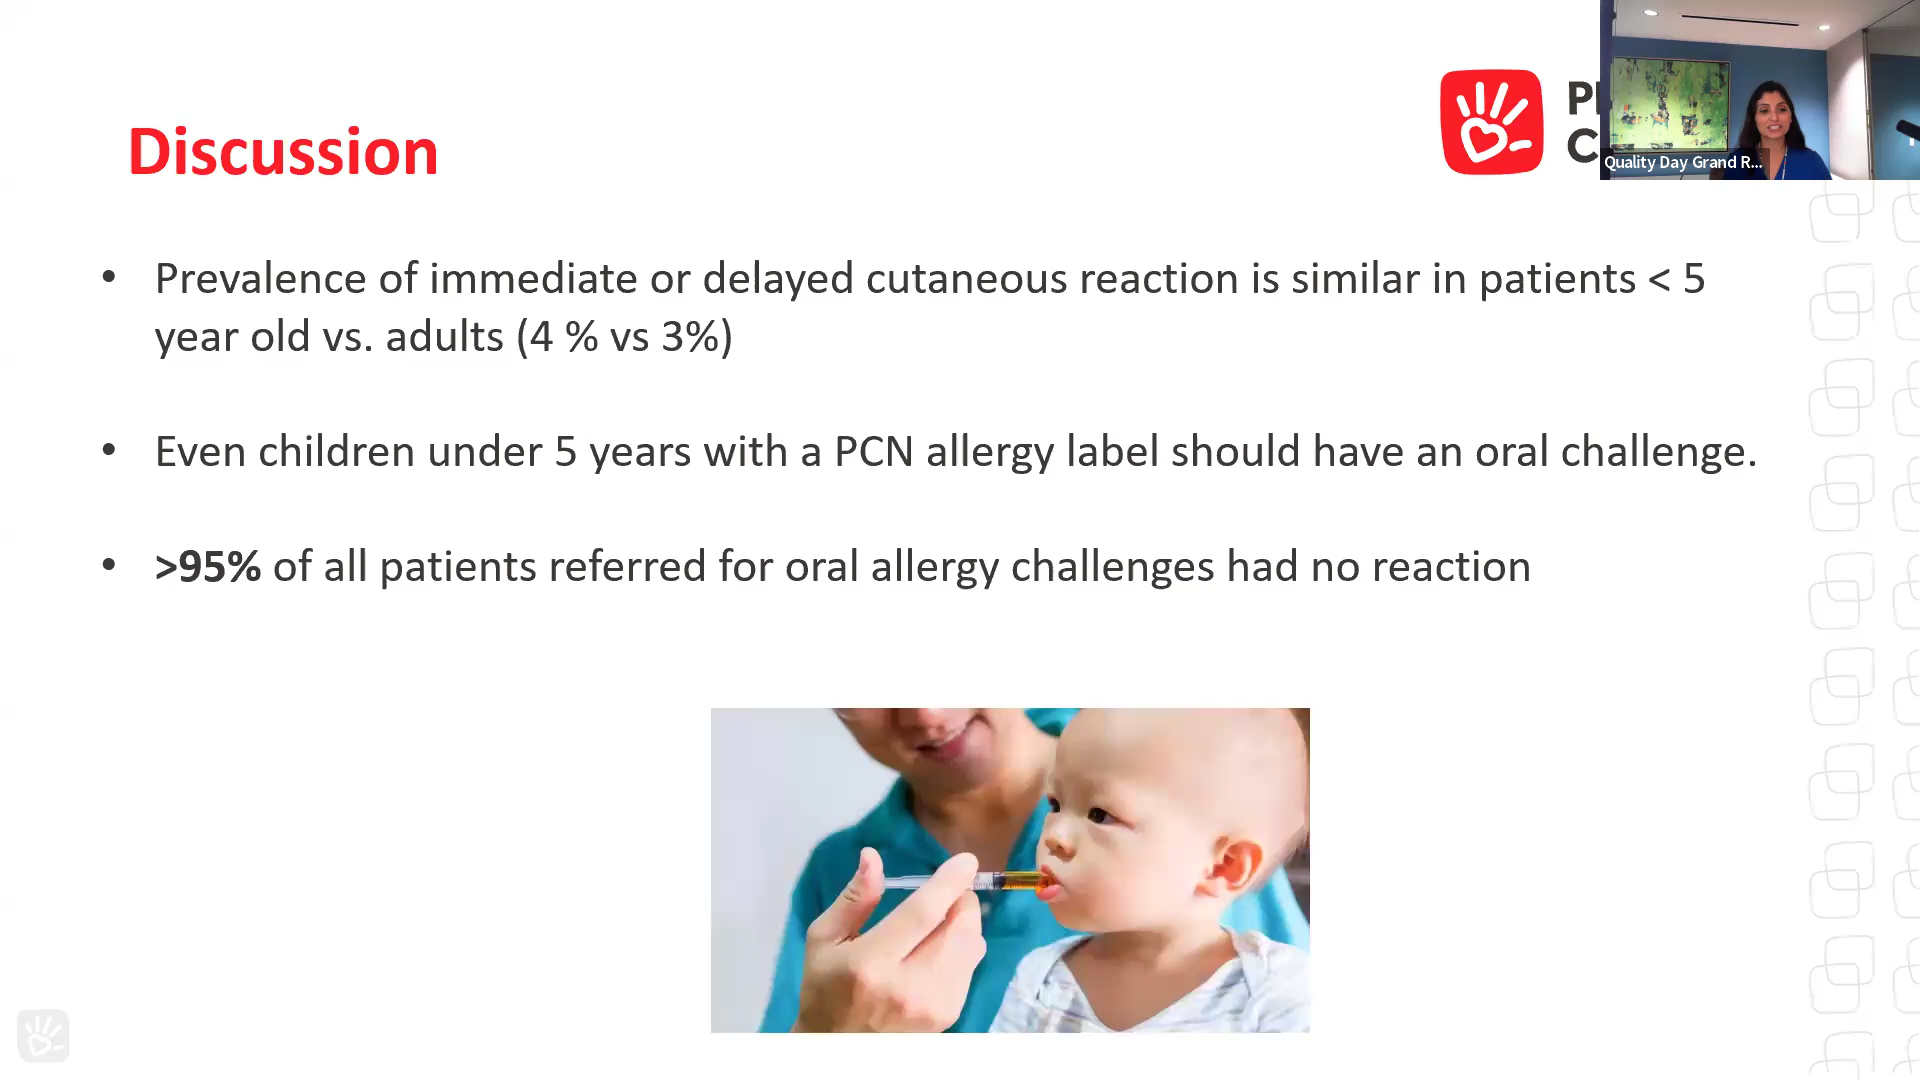 Discussion
Quality Day Grand R...
• Prevalence of immediate or delayed cutaneous reaction is similar in patients < 5
year old vs. adults (4 % vs 3%)
• Even children under 5 years with a PCN allergy label should have an oral challenge.
• >95% of all patients referred for oral allergy challenges had no reaction